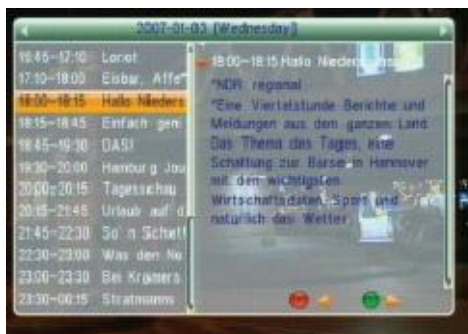 2007-01-03 [Wednesday]
16:45-17:10 Loriot
17:10-18:00 Eisbär, Affe
18:00-18:15 Hallo Nieders
18:15-18:45 Einfach geni
18:45-19:30 DAS!
19:30-20:00 Hamburg Jou
20:00-20:15 Tagesschau
20:15-21:45 Urlaub auf d
21:45-22:30 So' n Schell
22:30-23:00 Was den No
23:00-23:30 Bei Kramers
23:30-00:15 Stratmanns
18:00-18:15 Hallo Nieder
"NDR regional
"Eine Viertelstunde Berichte und
Meldungen aus dem ganzen Land.
Das Thema des Tages, eine
Schaltung zur Börse in Hannover
mit den wichtigsten
Wirtschaftsdaten, Sport und
natürlich das Wetter.